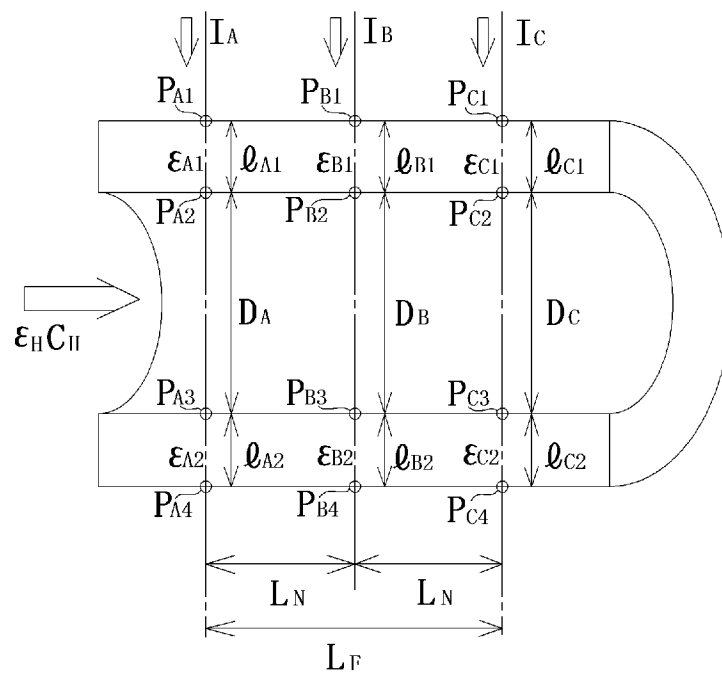 IA IB IC
PA1 PB1 PC1
εA1 ℓA1 εB1 ℓB1 εC1 ℓC1
PA2 PB2 PC2
DA DB DC
εHCH
PA3 PB3 PC3
εA2 ℓA2 εB2 ℓB2 εC2 ℓC2
PA4 PB4 PC4
LN LN
LF